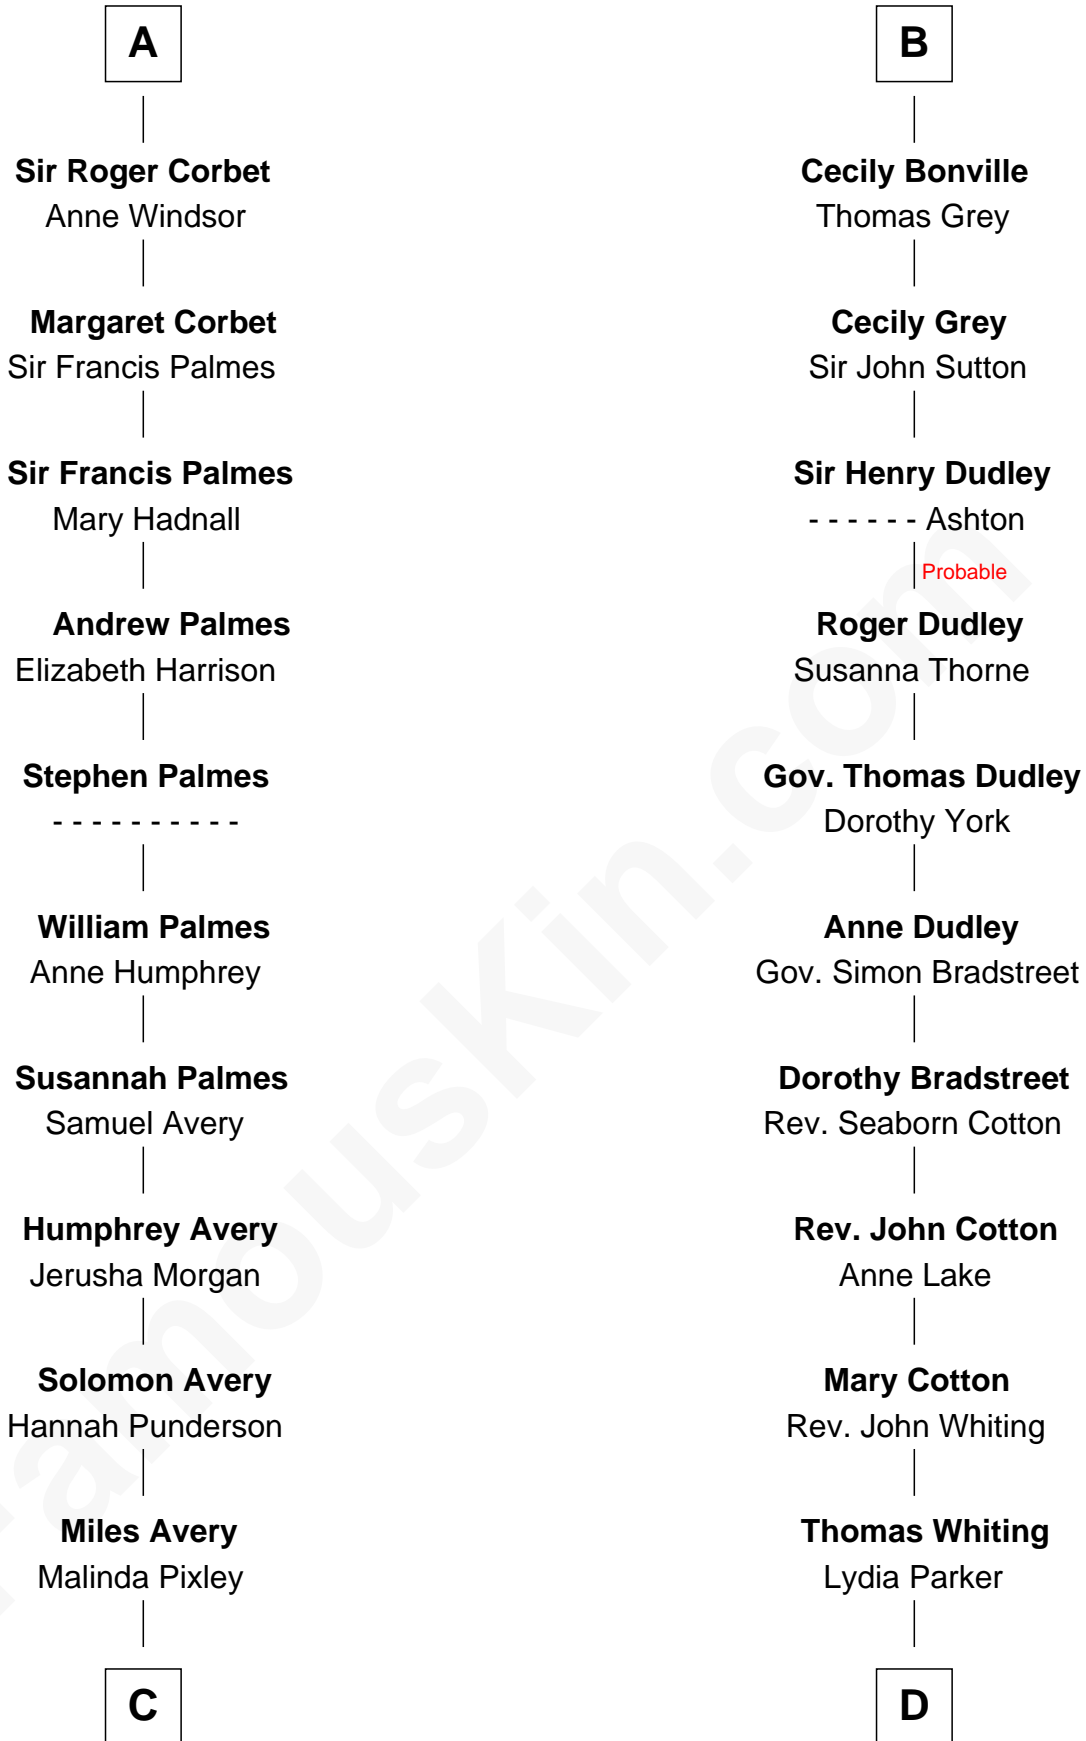 A
Sir Roger Corbet
Anne Windsor
Margaret Corbet
Sir Francis Palmes
Sir Francis Palmes
Mary Hadnall
Andrew Palmes
Elizabeth Harrison
Stephen Palmes
- - - - - - - - - -
William Palmes
Anne Humphrey
Susannah Palmes
Samuel Avery
Humphrey Avery
Jerusha Morgan
Solomon Avery
Hannah Punderson
Miles Avery
Malinda Pixley
C
B
Cecily Bonville
Thomas Grey
Cecily Grey
Sir John Sutton
Sir Henry Dudley
- - - - - - Ashton
Probable
Roger Dudley
Susanna Thorne
Gov. Thomas Dudley
Dorothy York
Anne Dudley
Gov. Simon Bradstreet
Dorothy Bradstreet
Rev. Seaborn Cotton
Rev. John Cotton
Anne Lake
Mary Cotton
Rev. John Whiting
Thomas Whiting
Lydia Parker
D
FamousKin.com